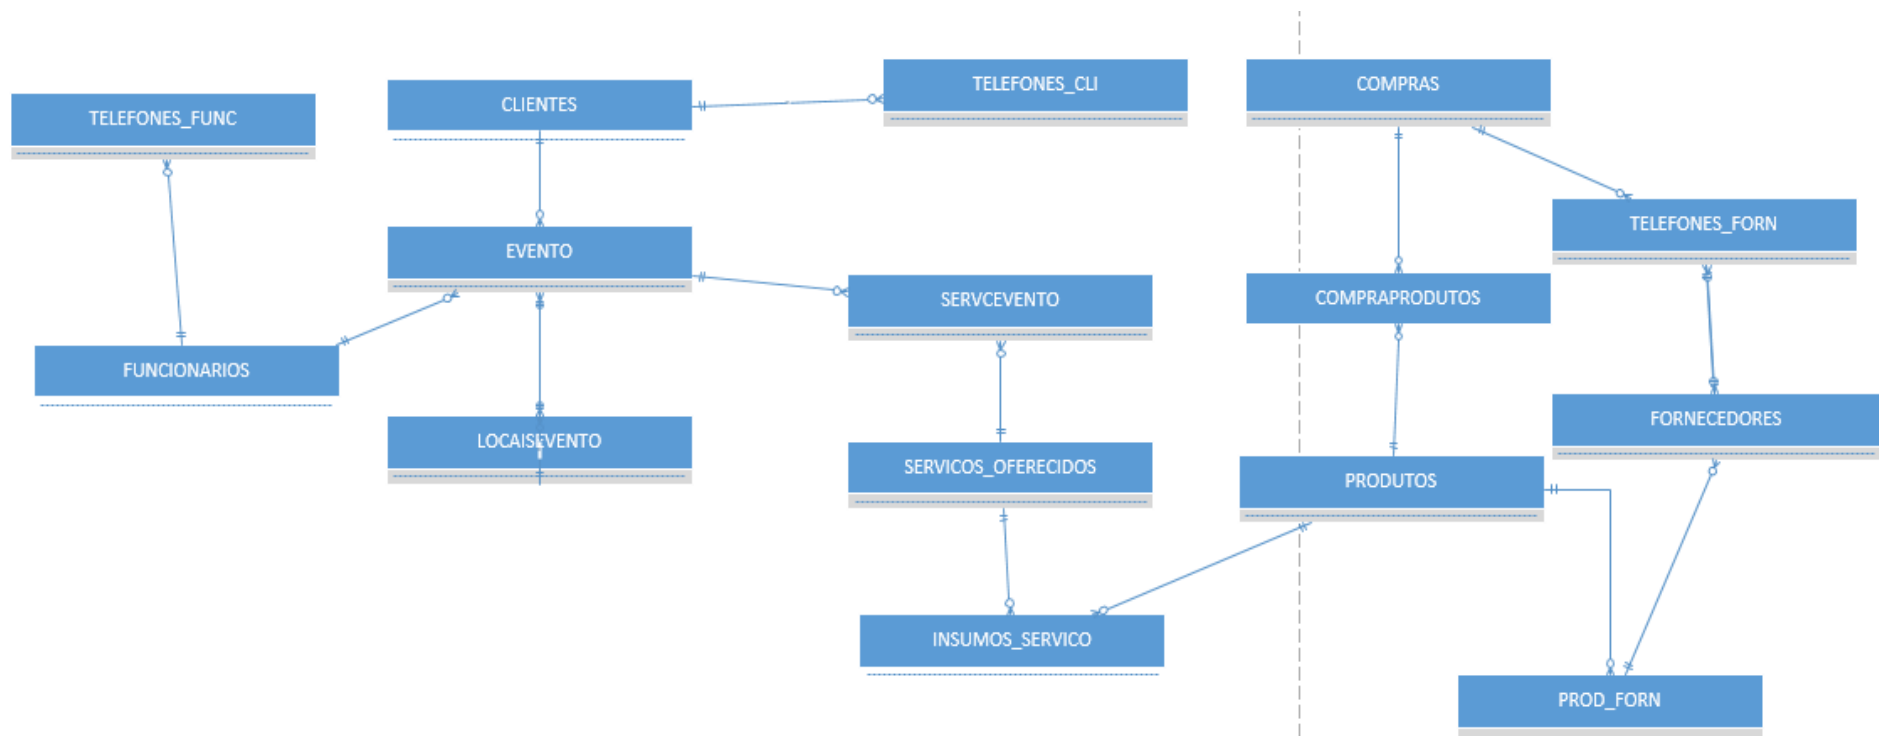 COMPRAS
TELEFONES_CLI
CLIENTES
TELEFONES_FUNC
TELEFONES_FORN
EVENTO
SERVCEVENTO
COMPRAPRODUTOS
FUNCIONARIOS
FORNECEDORES
LOCAISEVENTO
SERVICOS_OFERECIDOS
PRODUTOS
INSUMOS_SERVICO
PROD_FORN